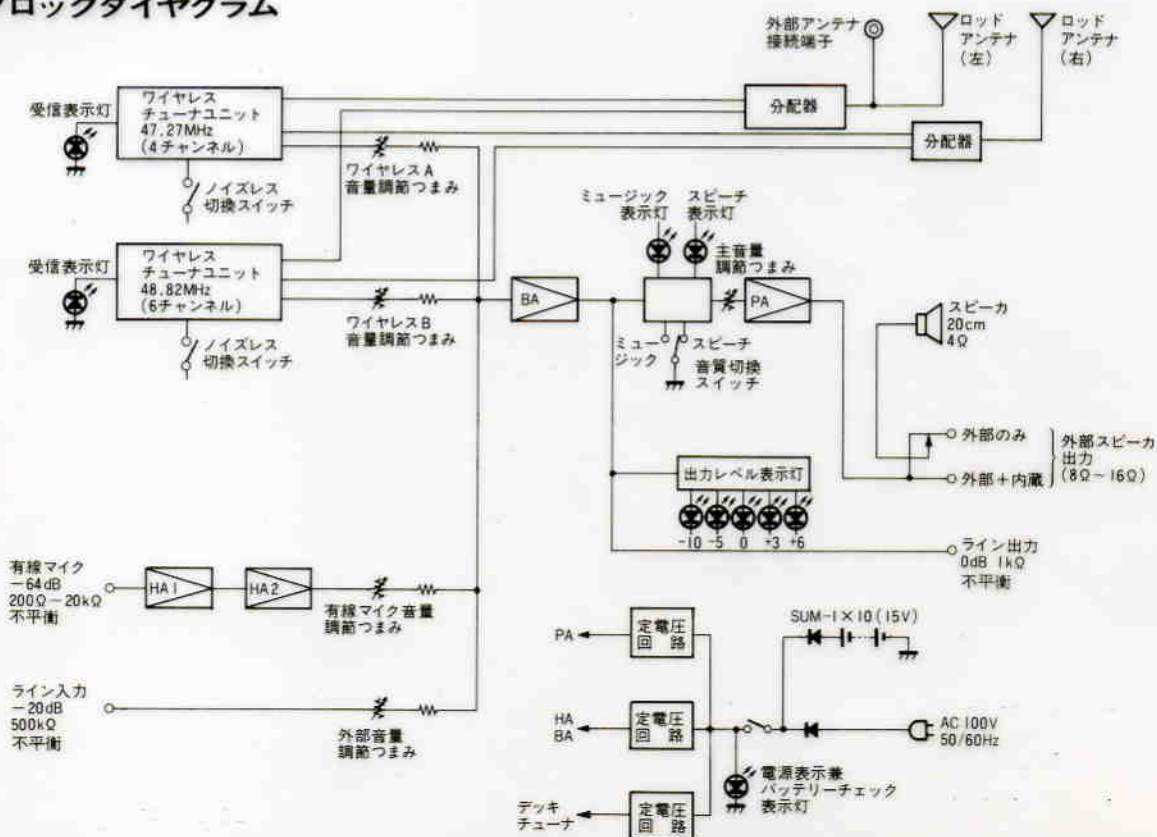 ブロックダイヤグラム
外部アンテナ
接続端子
ロッド
アンテナ
(左)
ロッド
アンテナ
(右)
受信表示灯
ワイヤレス
チューナユニット
47.27MHz
(4チャンネル)
分配器
分配器
ワイヤレスA
音量調節つまみ
ノイズレス
切換スイッチ
ミュージック
表示灯
スピーチ
表示灯
受信表示灯
ワイヤレス
チューナユニット
48.82MHz
(6チャンネル)
主音量
調節つまみ
BA
PA
ワイヤレスB
音量調節つまみ
ノイズレス
切換スイッチ
ミュー
ジック
スピーチ
音質切換
スイッチ
スピーカ
20cm
4Ω
外部のみ
外部+内蔵
外部スピーカ
出力
(8Ω~16Ω)
出力レベル表示灯
-10 -5 0 +3 +6
ライン出力
0dB 1kΩ
不平衡
有線マイク
-64dB
200Ω~20kΩ
不平衡
HA1
HA2
有線マイク音量
調節つまみ
ライン入力
-20dB
500kΩ
不平衡
外部音量
調節つまみ
PA
定電圧
回路
SUM-1×10(15V)
HA
BA
定電圧
回路
AC 100V
50/60Hz
電源表示兼
バッテリーチェック
表示灯
デッキ
チューナ
定電圧
回路